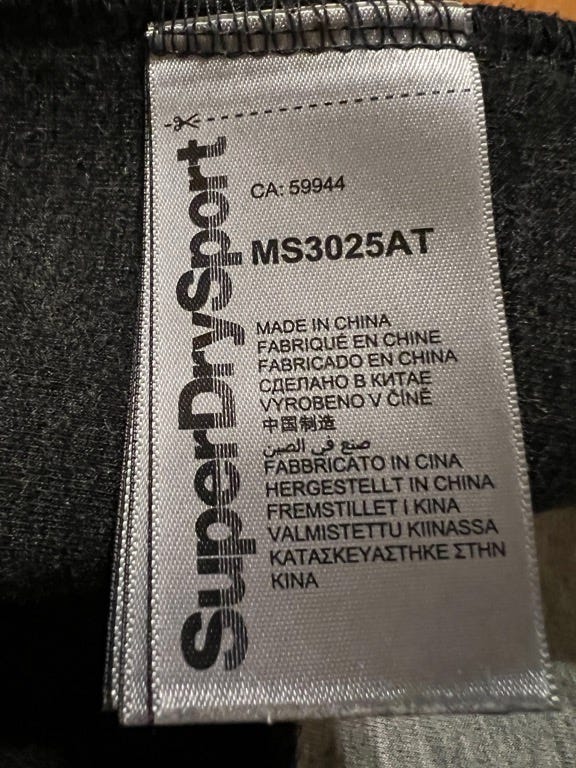 SuperDrySport
CA: 59944
MS3025AT
MADE IN CHINA
FABRIQUÉ EN CHINE
FABRICADO EN CHINA
СДЕЛАНО В КИТАЕ
VYROBENO V ČÍNĚ
中国制造
صنع في الصين
FABBRICATO IN CINA
HERGESTELLT IN CHINA
FREMSTILLET I KINA
VALMISTETTU KIINASSA
ΚΑΤΑΣΚΕΥΑΣΤΗΚΕ ΣΤΗΝ
ΚΙΝΑ